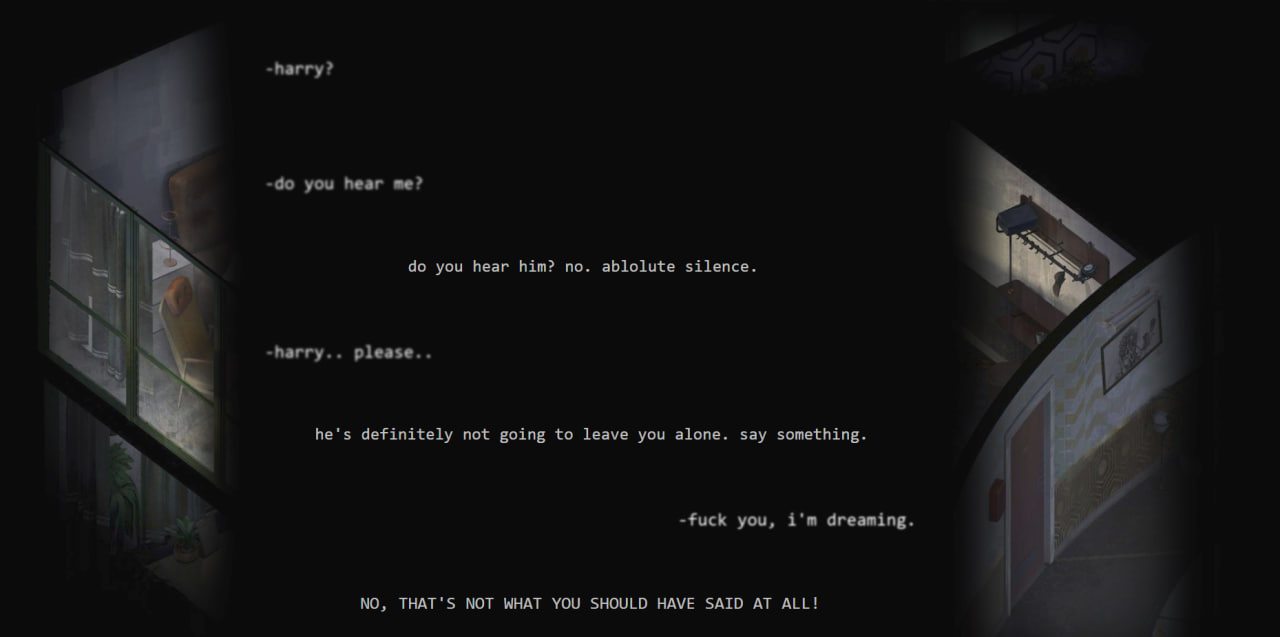 -harry?
-do you hear me?
do you hear him? no. ablolute silence.
-harry.. please..
he's definitely not going to leave you alone. say something.
-fuck you, i'm dreaming.
NO, THAT'S NOT WHAT YOU SHOULD HAVE SAID AT ALL!